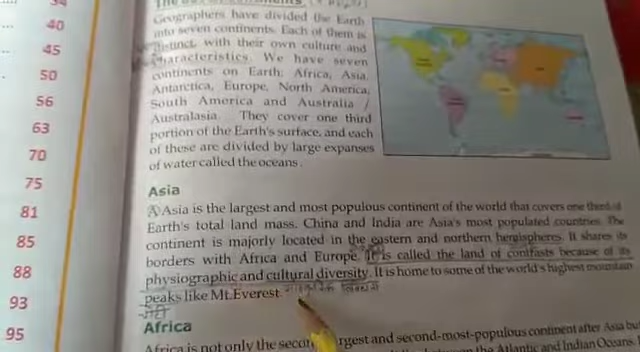 34
40
45
50
56
63
70
75
81
85
88
93
95
Geographers have divided the Earth
into seven continents. Each of them is
distinct, with their own culture and
characteristics. We have seven
continents on Earth; Africa, Asia,
Antarctica, Europe, North America,
South America and Australia /
Australasia. They cover one third
portion of the Earth's surface, and each
of these are divided by large expanses
of water called the oceans.
Asia
Asia is the largest and most populous continent of the world that covers one third of
Earth's total land mass. China and India are Asia's most populated countries. The
continent is majorly located in the eastern and northern hemispheres. It shares its
borders with Africa and Europe. It is called the land of contrasts because of its
physiographic and cultural diversity. It is home to some of the world's highest mountain
peaks like Mt.Everest.
Africa
Africa is not only the second largest and second-most-populous continent after Asia but
the Atlantic and Indian Oceans.